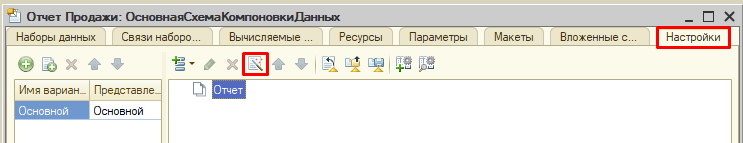 Отчет Продажи: ОсновнаяСхемаКомпоновкиДанных
Наборы данных Связи наборо... Вычисляемые ... Ресурсы Параметры Макеты Вложенные с... Настройки
Имя вариан... Представле...
Основной Основной
Отчет